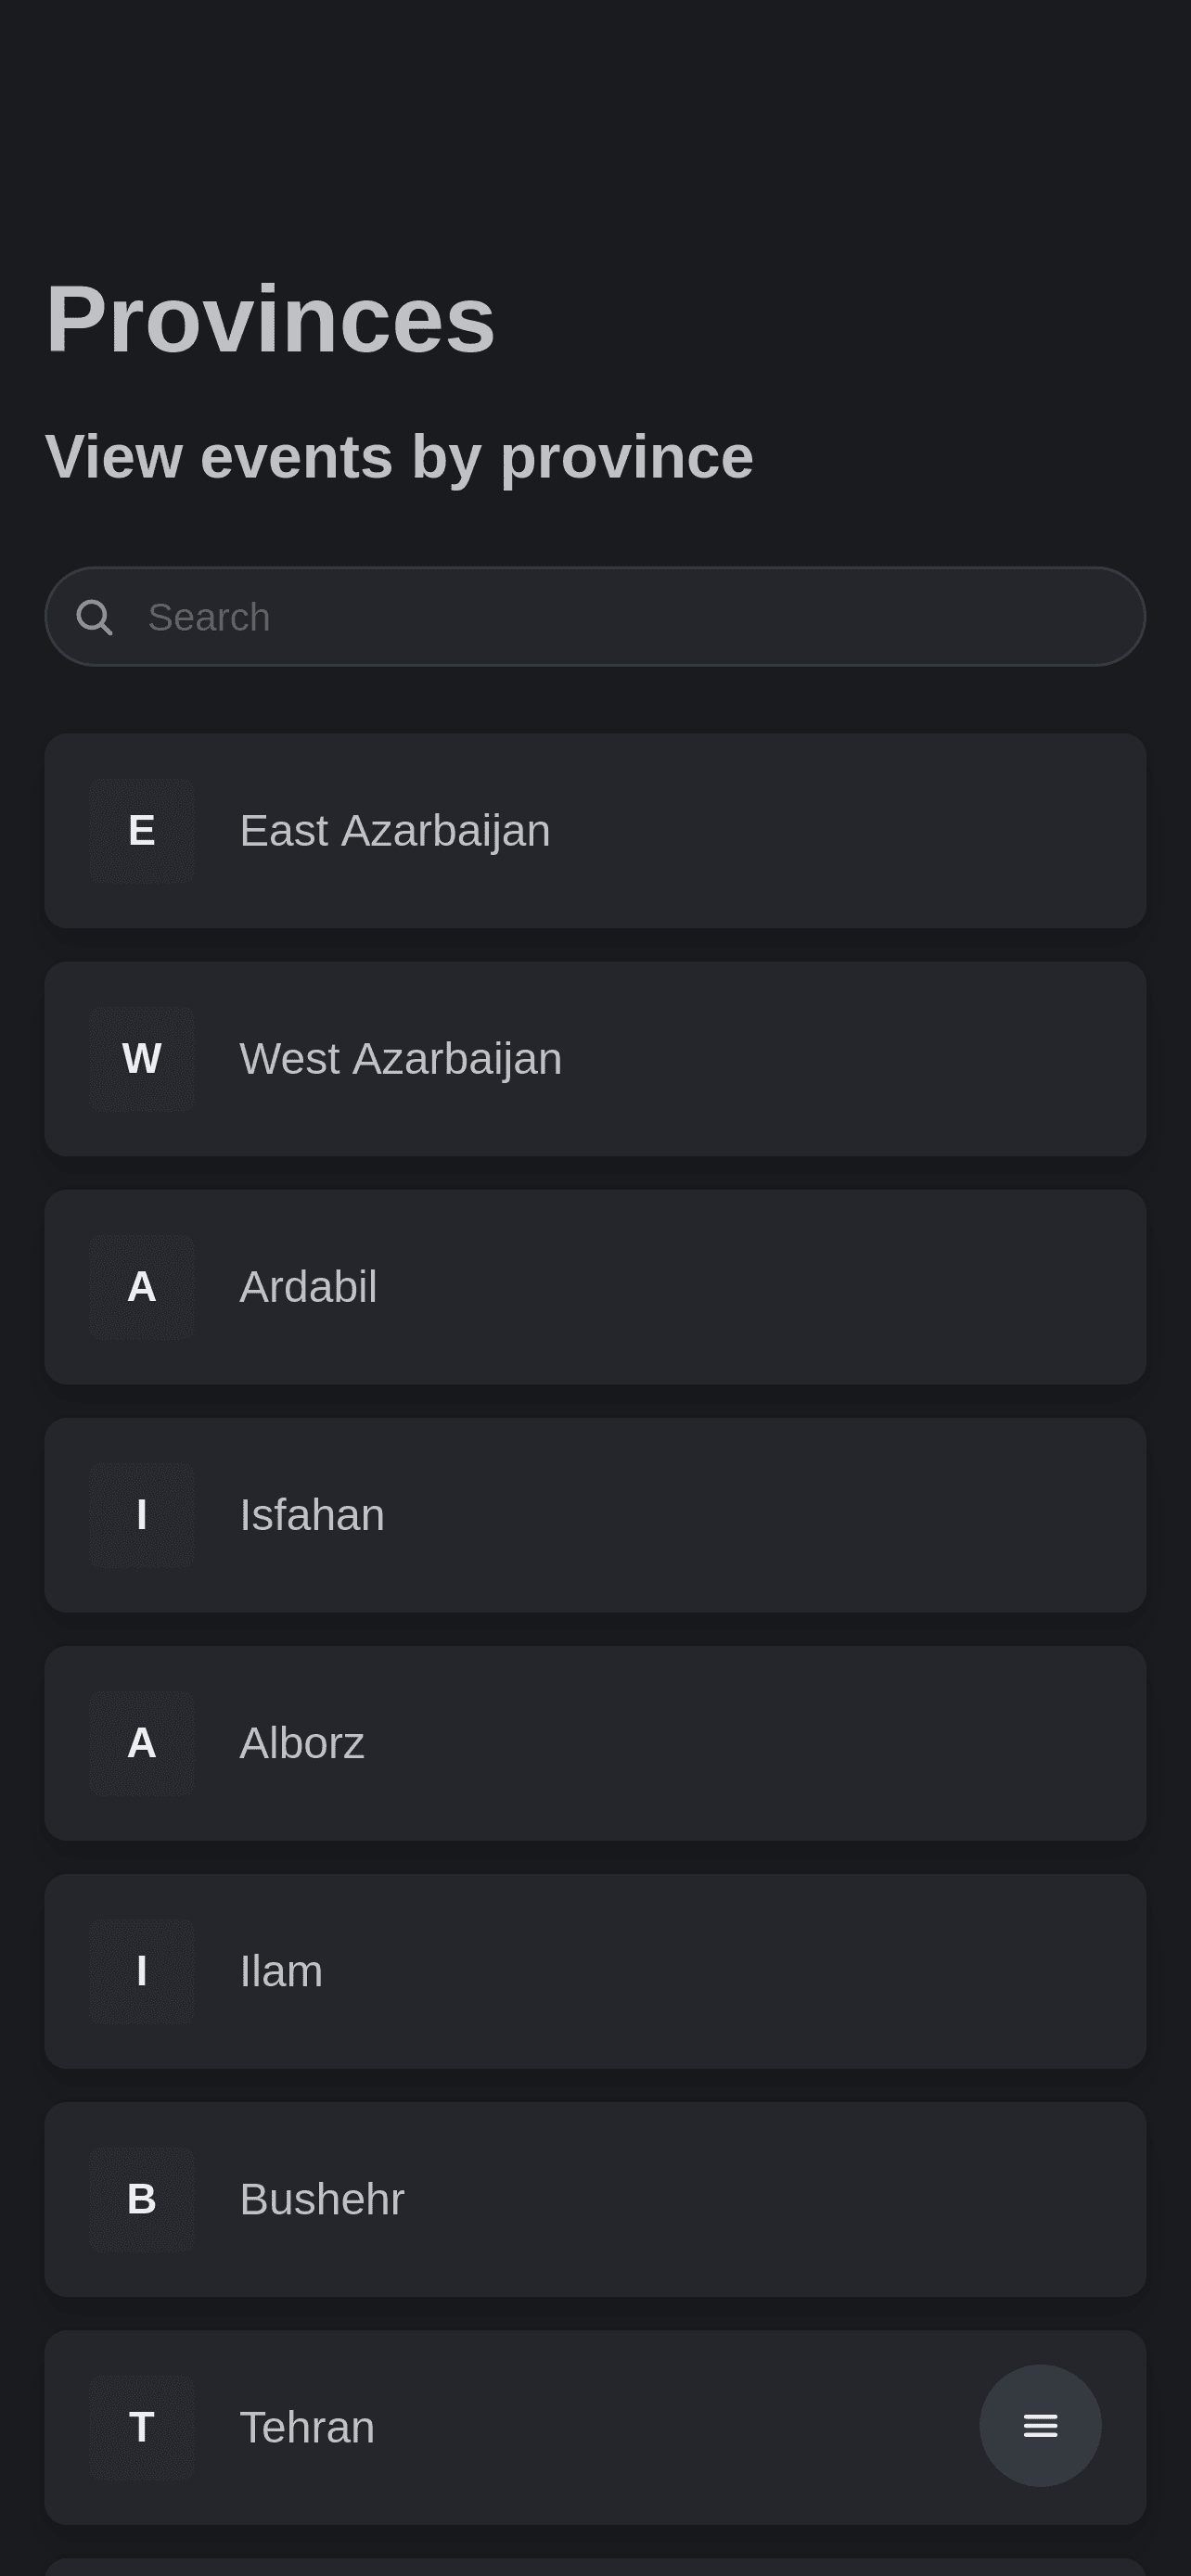 Provinces
View events by province
Search
E East Azarbaijan
W West Azarbaijan
A Ardabil
I Isfahan
A Alborz
I Ilam
B Bushehr
T Tehran